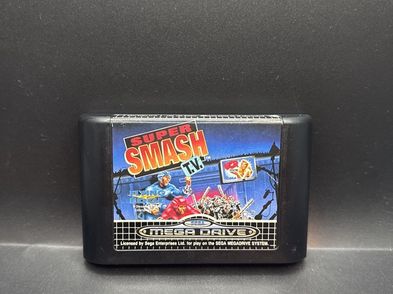 SUPER
SMASH
T.V.
SEGA
MEGA DRIVE
Licensed by Sega Enterprises Ltd. for play on the SEGA MEGADRIVE SYSTEM.